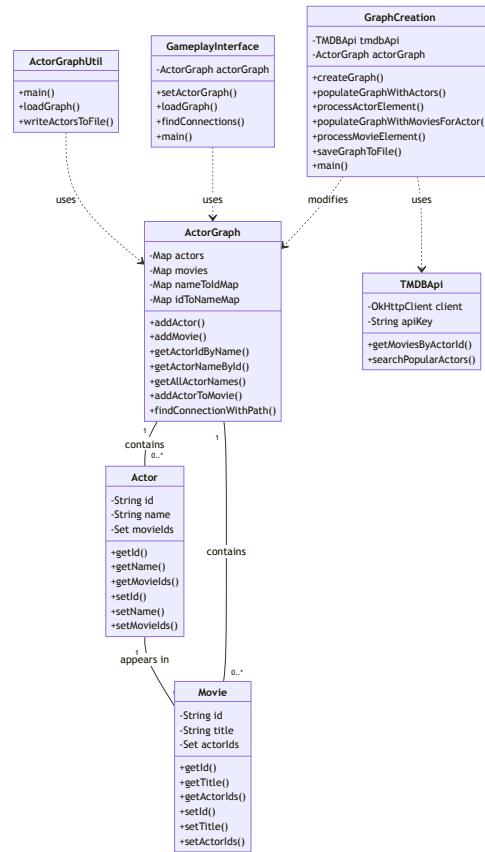 GraphCreation
-TMDBApi tmdbApi
-ActorGraph actorGraph
+createGraph()
+populateGraphWithActors()
+processActorElement()
+populateGraphWithMoviesForActor(
+processMovieElement()
+saveGraphToFile()
+main()
GameplayInterface
-ActorGraph actorGraph
+setActorGraph()
+loadGraph()
+findConnections()
+main()
ActorGraphUtil
+main()
+loadGraph()
+writeActorsToFile()
uses
uses
modifies
uses
ActorGraph
-Map actors
-Map movies
-Map nameToIdMap
-Map idToNameMap
+addActor()
+addMovie()
+getActorIdByName()
+getActorNameById()
+getAllActorNames()
+addActorToMovie()
+findConnectionWithPath()
TMDBApi
-OkHttpClient client
-String apiKey
+getMoviesByActorId()
+searchPopularActors()
1
1
contains
0..*
Actor
-String id
-String name
-Set movieIds
+getId()
+getName()
+getMovieIds()
+setId()
+setName()
+setMovieIds()
contains
1
appears in
0..*
Movie
-String id
-String title
-Set actorIds
+getId()
+getTitle()
+getActorIds()
+setId()
+setTitle()
+setActorIds()